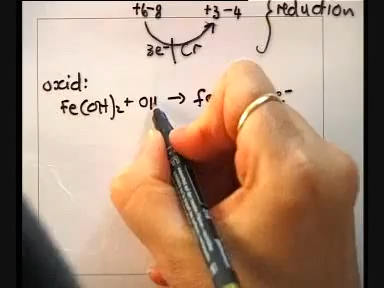 +6-8 +3-4 } reduction
3e- Cr
oxid:
Fe(OH)2 + OH → fe